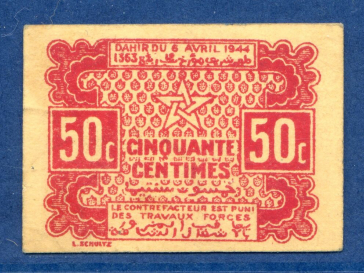 DAHIR DU 6 AVRIL 1944
1363
50c
50c
CINQUANTE
CENTIMES
LE CONTREFACTEUR EST PUNI
DES TRAVAUX FORCES
L. SCHULTZ